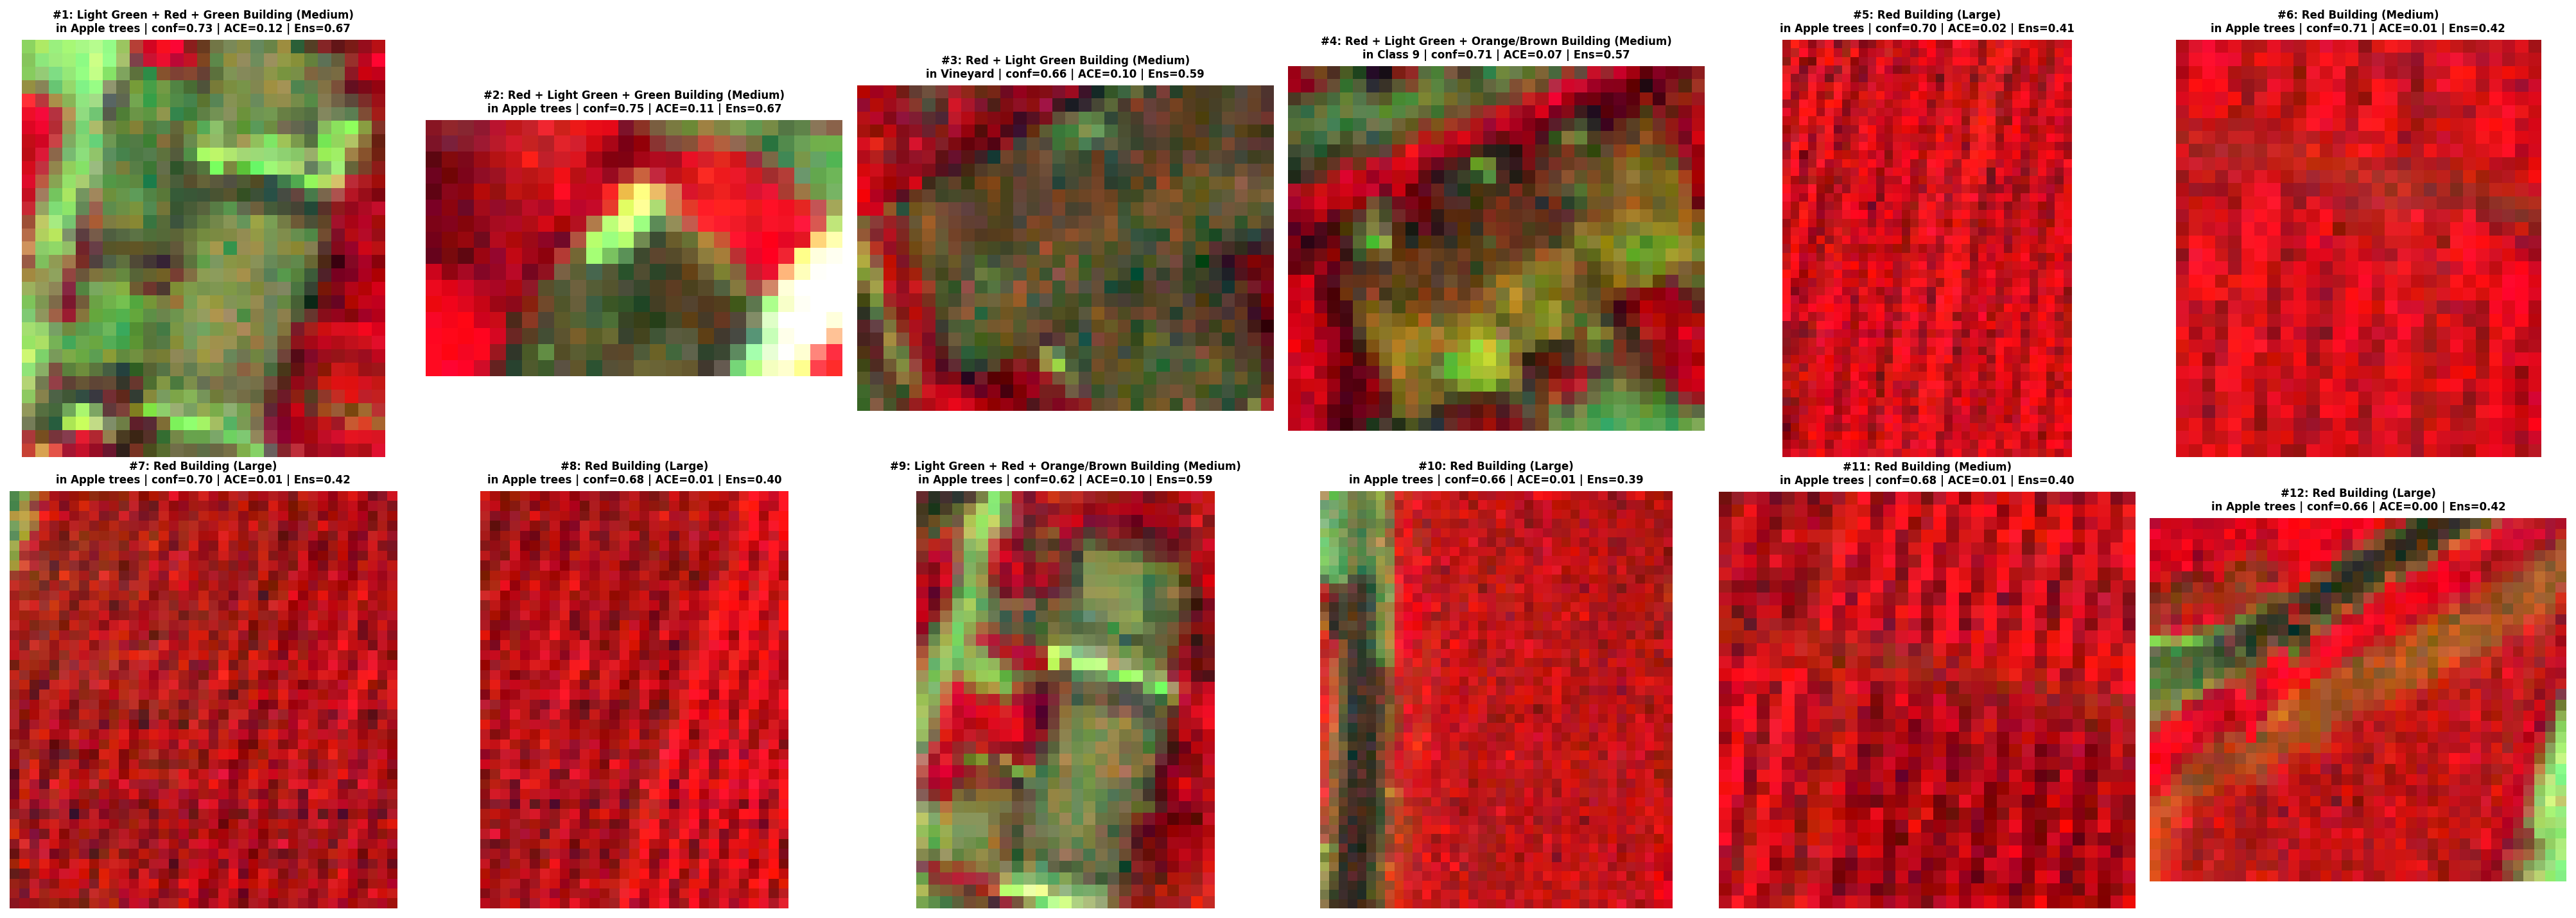 #1: Light Green + Red + Green Building (Medium)
in Apple trees | conf=0.73 | ACE=0.12 | Ens=0.67
#2: Red + Light Green + Green Building (Medium)
in Apple trees | conf=0.75 | ACE=0.11 | Ens=0.67
#3: Red + Light Green Building (Medium)
in Vineyard | conf=0.66 | ACE=0.10 | Ens=0.59
#4: Red + Light Green + Orange/Brown Building (Medium)
in Class 9 | conf=0.71 | ACE=0.07 | Ens=0.57
#5: Red Building (Large)
in Apple trees | conf=0.70 | ACE=0.02 | Ens=0.41
#6: Red Building (Medium)
in Apple trees | conf=0.71 | ACE=0.01 | Ens=0.42
#7: Red Building (Large)
in Apple trees | conf=0.70 | ACE=0.01 | Ens=0.42
#8: Red Building (Large)
in Apple trees | conf=0.68 | ACE=0.01 | Ens=0.40
#9: Light Green + Red + Orange/Brown Building (Medium)
in Apple trees | conf=0.62 | ACE=0.10 | Ens=0.59
#10: Red Building (Large)
in Apple trees | conf=0.66 | ACE=0.01 | Ens=0.39
#11: Red Building (Medium)
in Apple trees | conf=0.68 | ACE=0.01 | Ens=0.40
#12: Red Building (Large)
in Apple trees | conf=0.66 | ACE=0.00 | Ens=0.42